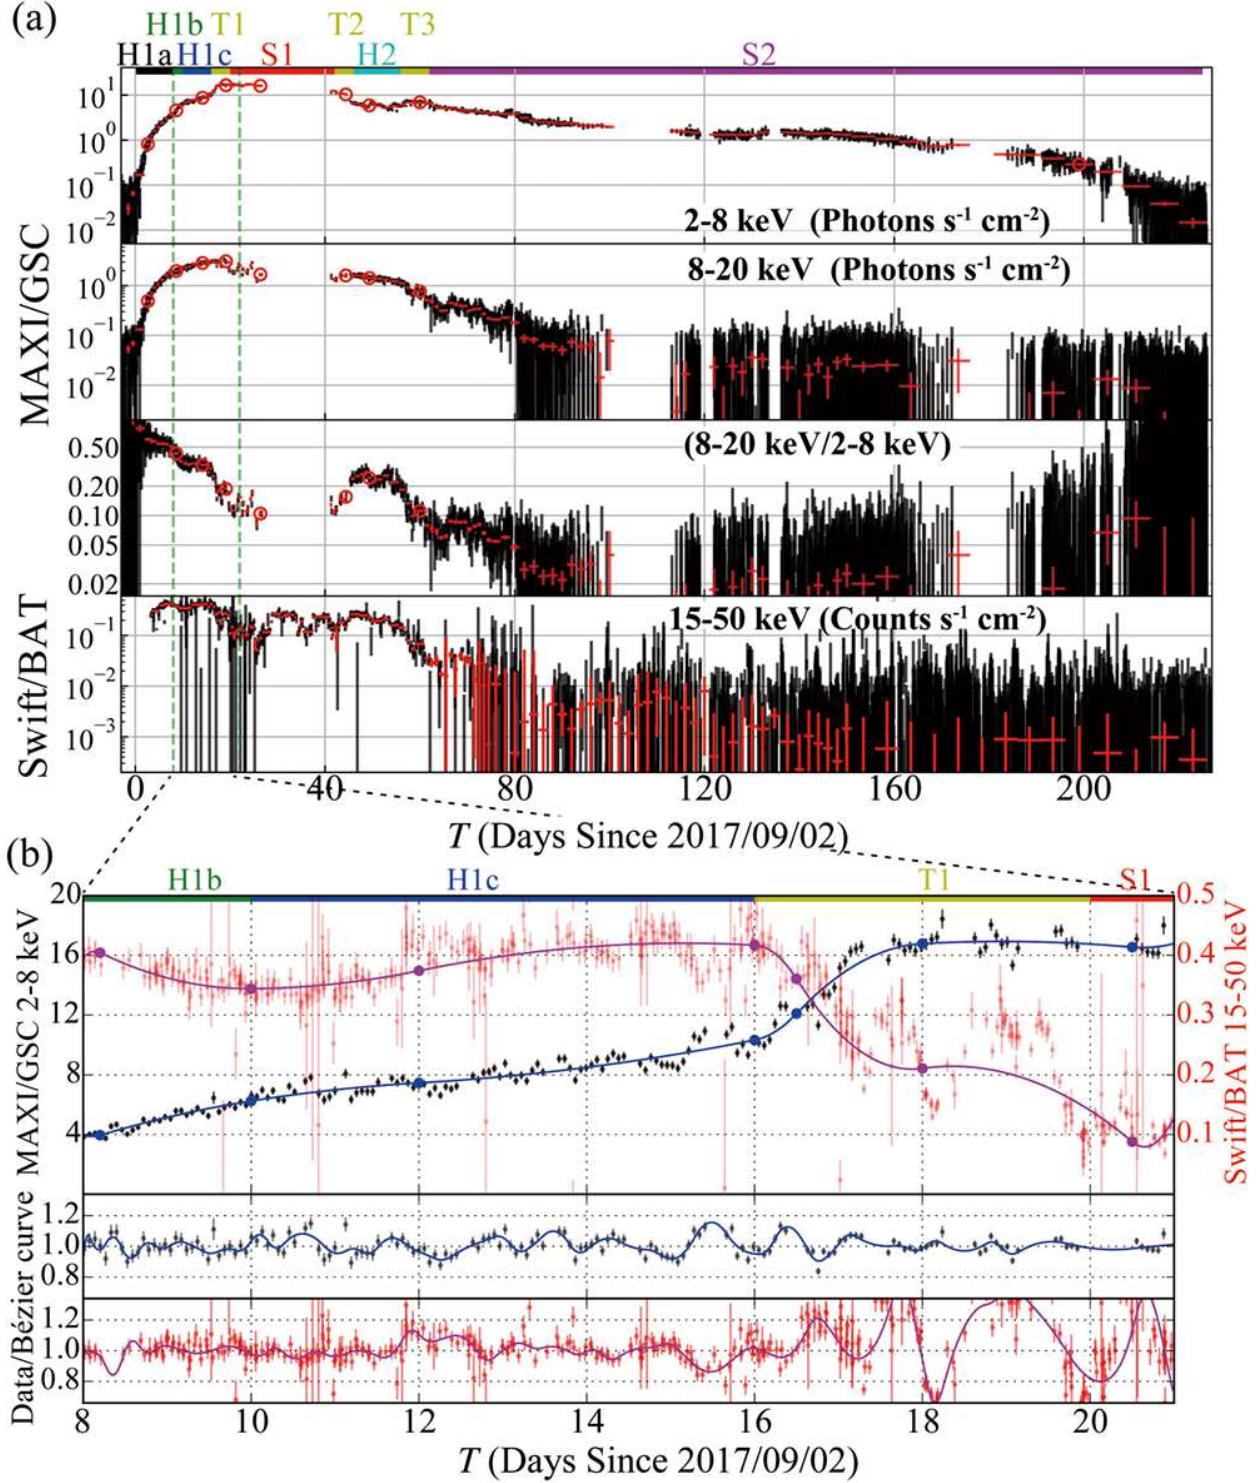 (a)
H1b T1 T2 T3
H1a H1c S1 H2 S2
MAXI/GSC
10¹
10⁰
10⁻¹
10⁻²
2-8 keV (Photons s⁻¹ cm⁻²)
10⁰
10⁻¹
10⁻²
8-20 keV (Photons s⁻¹ cm⁻²)
0.50
0.20
0.10
0.05
0.02
(8-20 keV/2-8 keV)
Swift/BAT
10⁻¹
10⁻²
10⁻³
15-50 keV (Counts s⁻¹ cm⁻²)
0 40 80 120 160 200
T (Days Since 2017/09/02)
(b)
H1b H1c T1 S1
MAXI/GSC 2-8 keV
20
16
12
8
4
0.5
0.4
0.3
0.2
0.1
Swift/BAT 15-50 keV
Data/Bézier curve
1.2
1.0
0.8
1.2
1.0
0.8
8 10 12 14 16 18 20
T (Days Since 2017/09/02)